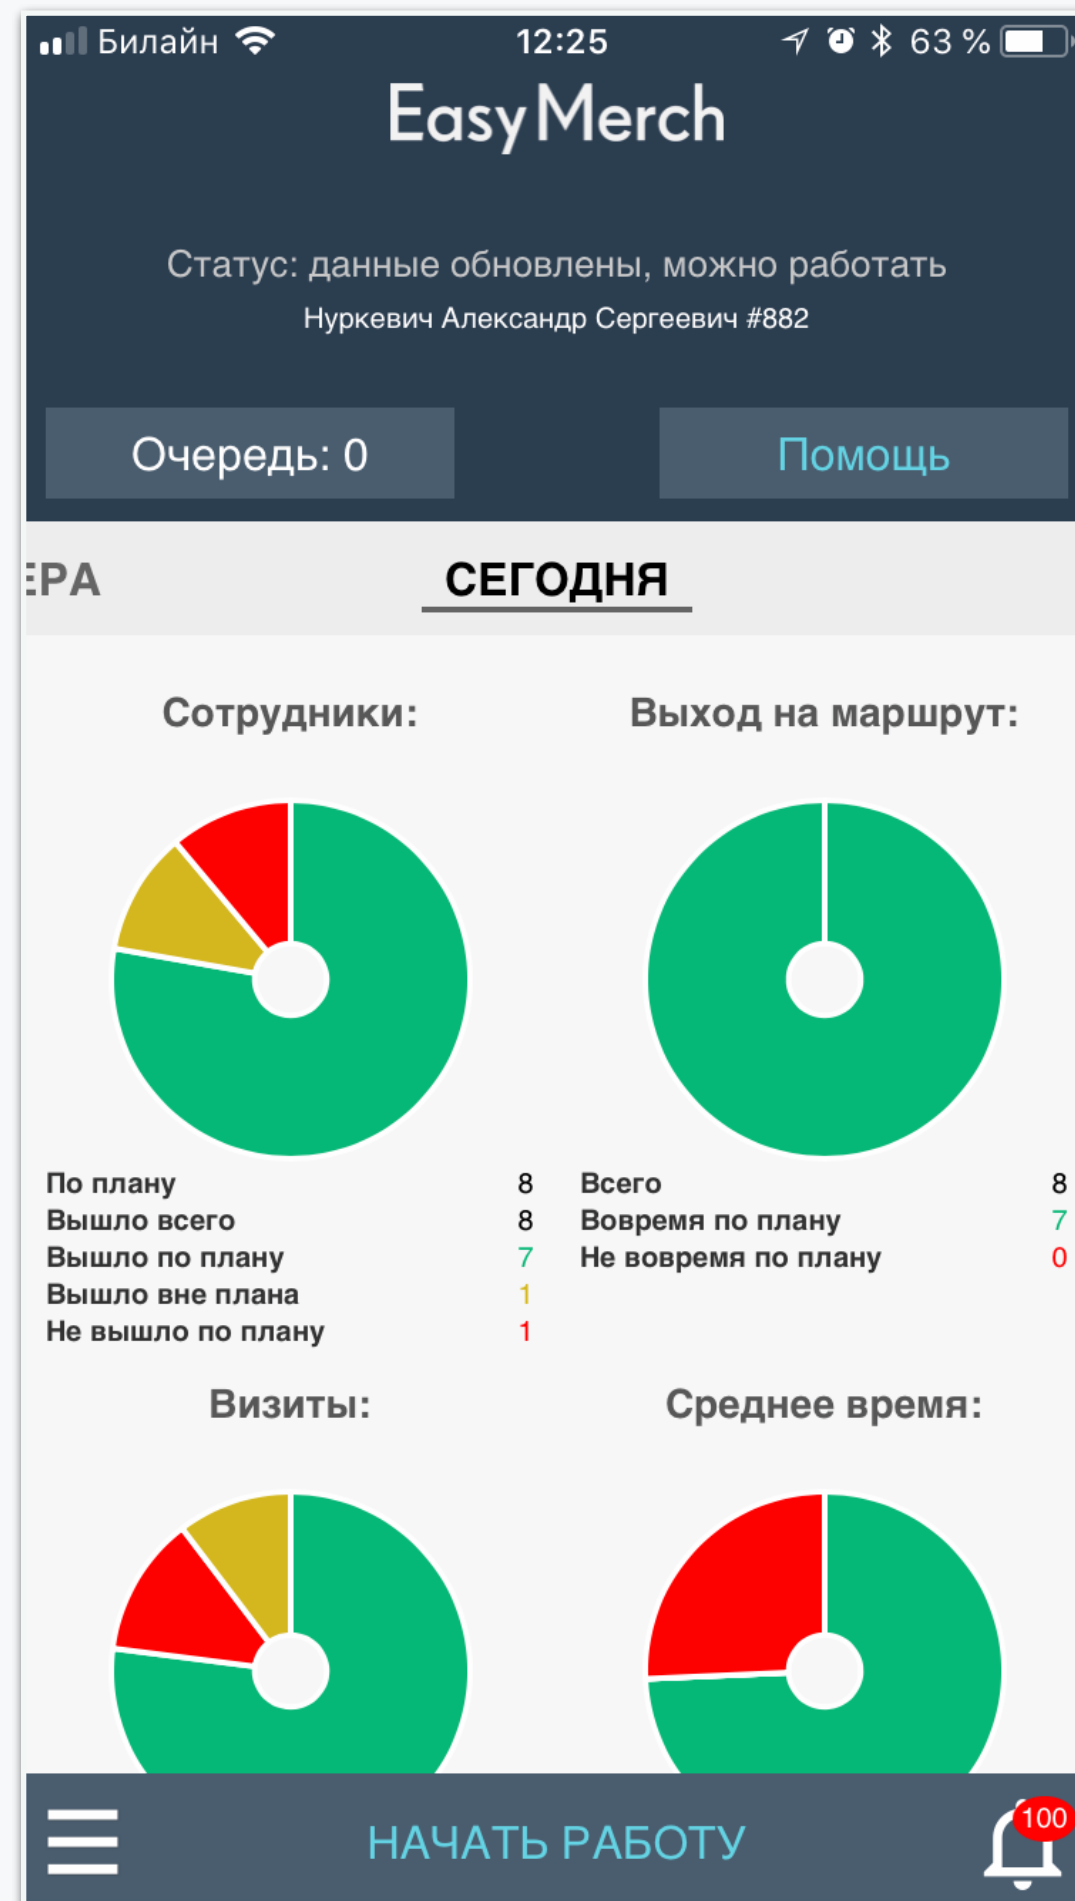 Билайн 12:25 63 %
EasyMerch
Статус: данные обновлены, можно работать
Нуркевич Александр Сергеевич #882
Очередь: 0 Помощь
ЕРА СЕГОДНЯ
Сотрудники: Выход на маршрут:
По плану 8 Всего 8
Вышло всего 8 Вовремя по плану 7
Вышло по плану 7 Не вовремя по плану 0
Вышло вне плана 1
Не вышло по плану 1
Визиты: Среднее время:
НАЧАТЬ РАБОТУ 100